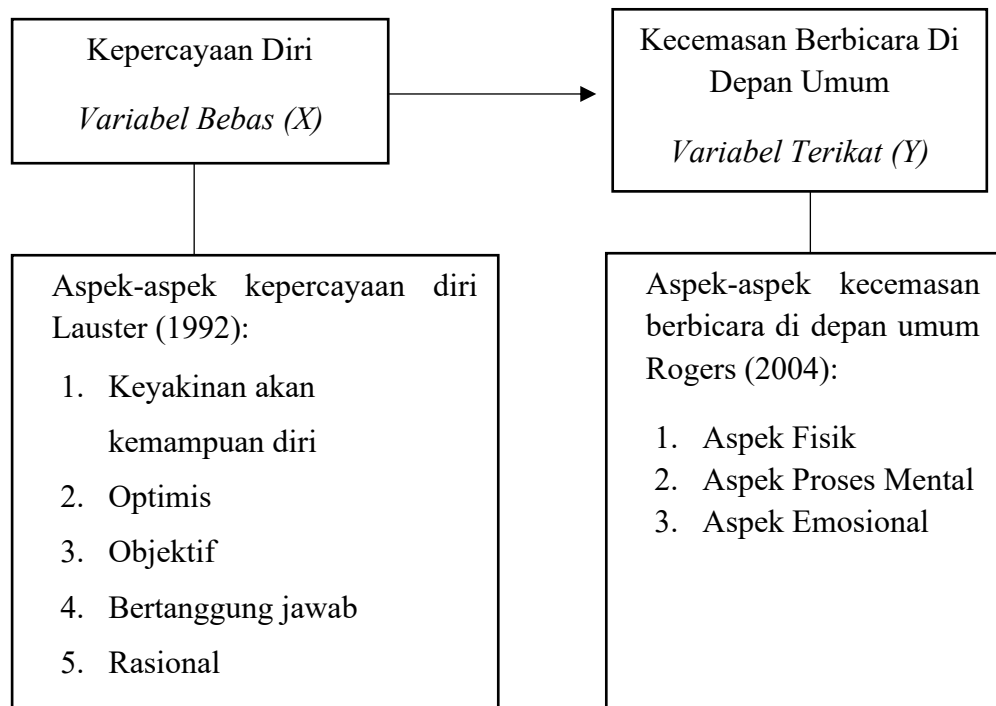 Kepercayaan Diri
Variabel Bebas (X)
Kecemasan Berbicara Di
Depan Umum
Variabel Terikat (Y)
Aspek-aspek kepercayaan diri
Lauster (1992):
1. Keyakinan akan
kemampuan diri
2. Optimis
3. Objektif
4. Bertanggung jawab
5. Rasional
Aspek-aspek kecemasan
berbicara di depan umum
Rogers (2004):
1. Aspek Fisik
2. Aspek Proses Mental
3. Aspek Emosional